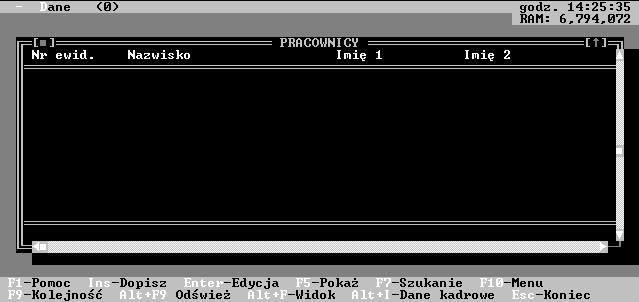 - Dane (0) godz. 14:25:35
RAM: 6,794,072
[■] PRACOWNICY [↑]
Nr ewid. Nazwisko Imię 1 Imię 2
F1-Pomoc Ins-Dopisz Enter-Edycja F5-Pokaż F7-Szukanie F10-Menu
F9-Kolejność Alt+F9 Odśwież Alt+F-Widok Alt+I-Dane kadrowe Esc-Koniec